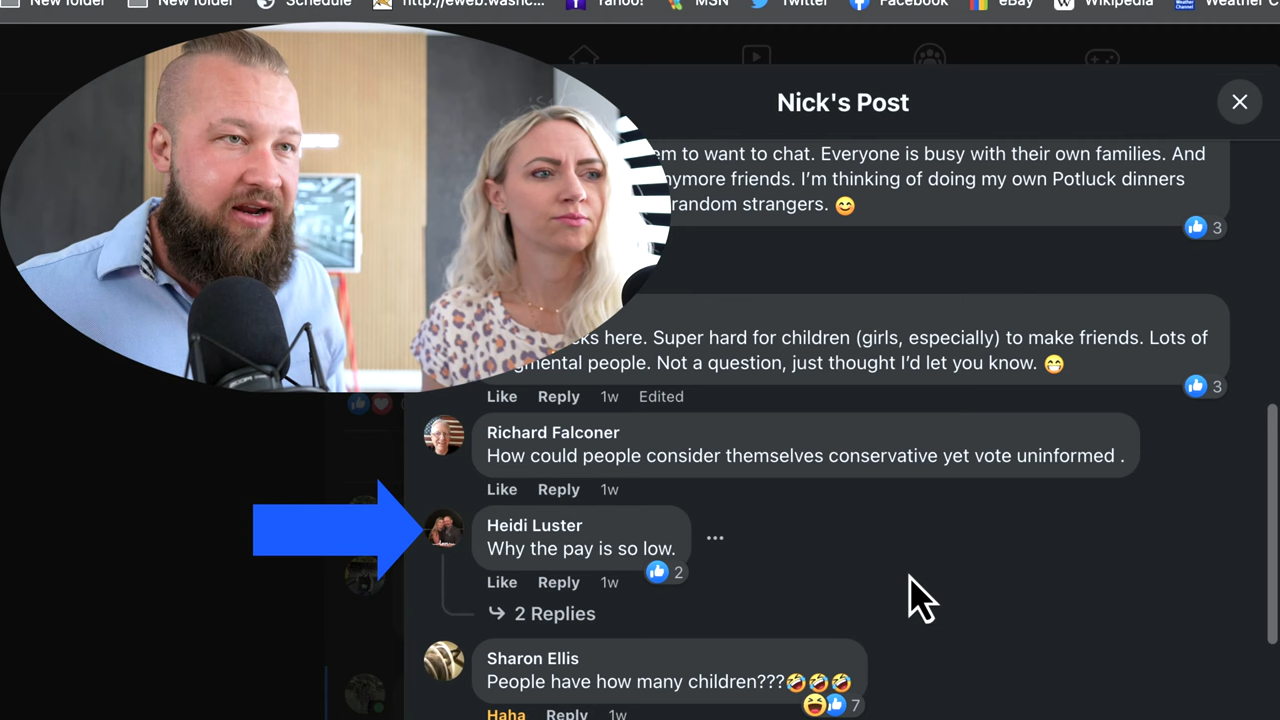 New folder
New folder
Schedule
http://eweb.washc...
Yahoo!
MSN
Twitter
Facebook
eBay
Wikipedia
Weather C
Nick's Post
em to want to chat. Everyone is busy with their own families. And
nymore friends. I'm thinking of doing my own Potluck dinners
random strangers. 😊
3
ks here. Super hard for children (girls, especially) to make friends. Lots of
gmental people. Not a question, just thought I'd let you know. 😁
3
Like Reply 1w Edited
Richard Falconer
How could people consider themselves conservative yet vote uninformed .
Like Reply 1w
Heidi Luster
Why the pay is so low.
2
Like Reply 1w
2 Replies
Sharon Ellis
People have how many children???🤣🤣🤣
7
Haha Reply 1w